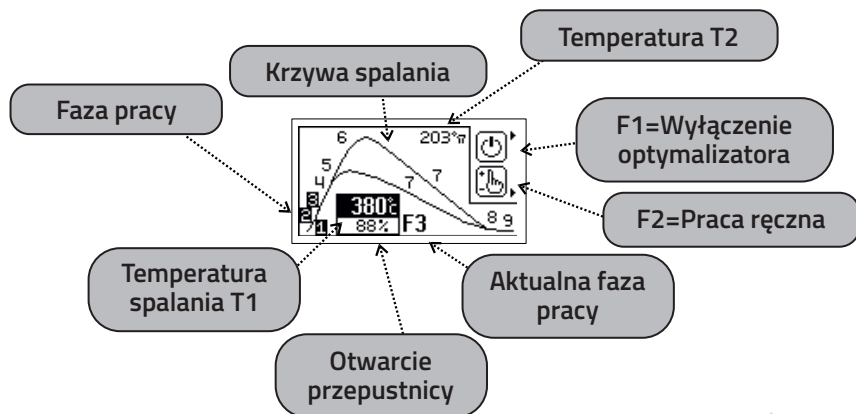 Temperatura T2
Krzywa spalania
Faza pracy
F1=Wyłączenie
optymalizatora
F2=Praca ręczna
6
5
4
3
2
7
1
7
7
8
9
203°
380°C
88%
F3
Temperatura
spalania T1
Aktualna faza
pracy
Otwarcie
przepustnicy